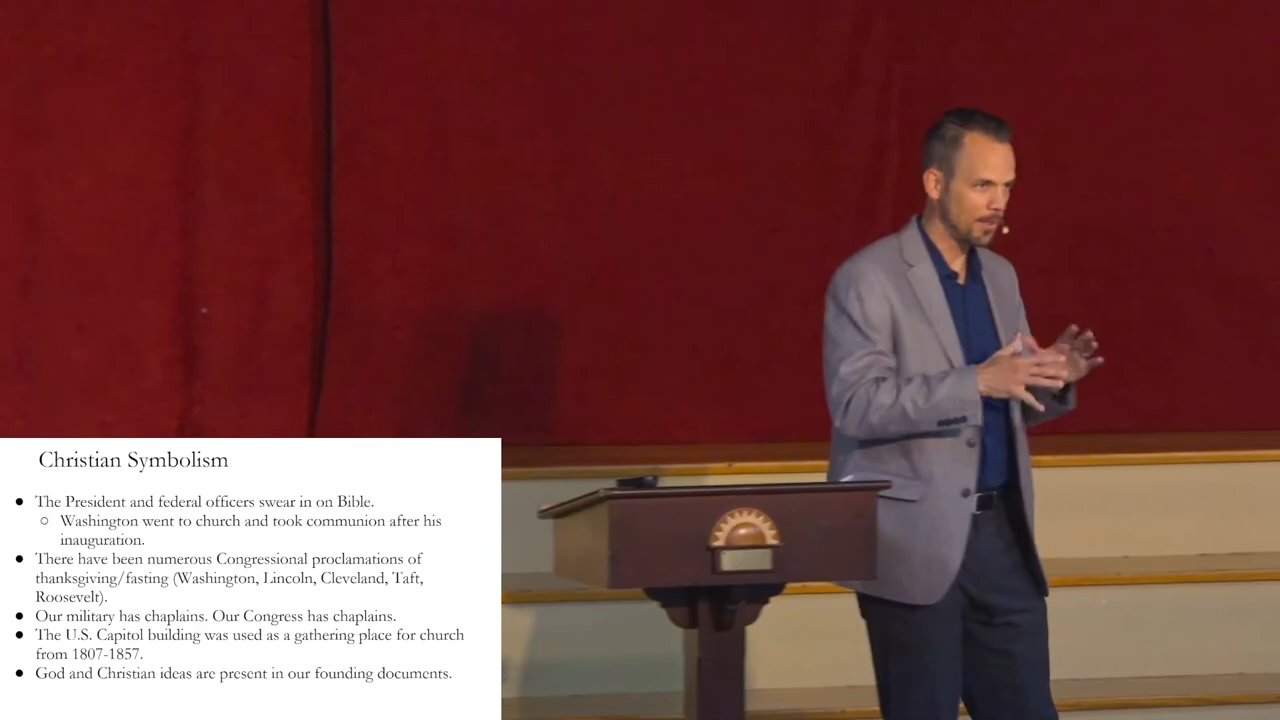 Christian Symbolism
● The President and federal officers swear in on Bible.
○ Washington went to church and took communion after his
inauguration.
● There have been numerous Congressional proclamations of
thanksgiving/fasting (Washington, Lincoln, Cleveland, Taft,
Roosevelt).
● Our military has chaplains. Our Congress has chaplains.
● The U.S. Capitol building was used as a gathering place for church
from 1807-1857.
● God and Christian ideas are present in our founding documents.